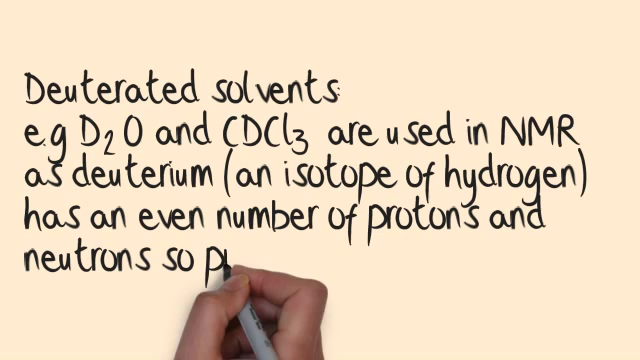 Deuterated solvents:
e.g D2O and CDCl3 are used in NMR
as deuterium (an isotope of hydrogen)
has an even number of protons and
neutrons so p